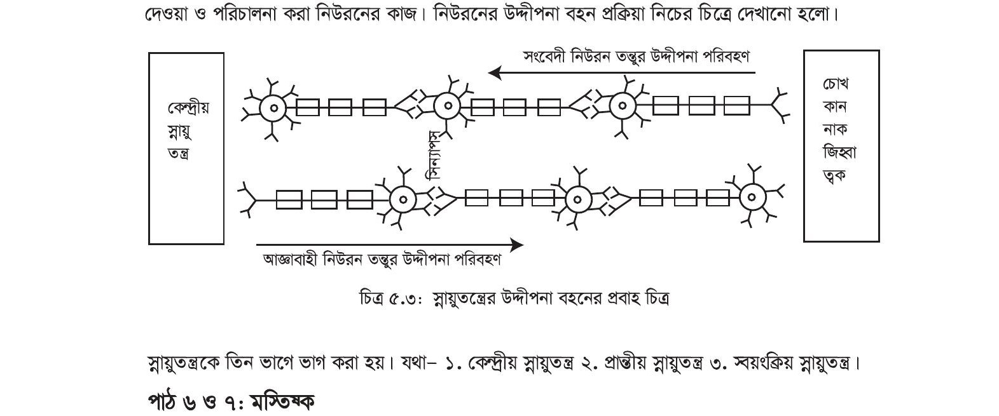 দেওয়া ও পরিচালনা করা নিউরনের কাজ। নিউরনের উদ্দীপনা বহন প্রক্রিয়া নিচের চিত্রে দেখানো হলো।
সংবেদী নিউরন তন্তুর উদ্দীপনা পরিবহণ
কেন্দ্রীয়
স্নায়ু
তন্ত্র
চোখ
কান
নাক
জিহ্বা
ত্বক
সিন্যাপস
আজ্ঞাবাহী নিউরন তন্তুর উদ্দীপনা পরিবহণ
চিত্র ৫.৩: স্নায়ুতন্ত্রের উদ্দীপনা বহনের প্রবাহ চিত্র
স্নায়ুতন্ত্রকে তিন ভাগে ভাগ করা হয়। যথা– ১. কেন্দ্রীয় স্নায়ুতন্ত্র ২. প্রান্তীয় স্নায়ুতন্ত্র ৩. স্বয়ংক্রিয় স্নায়ুতন্ত্র।
পাঠ ৬ ও ৭: মস্তিষ্ক